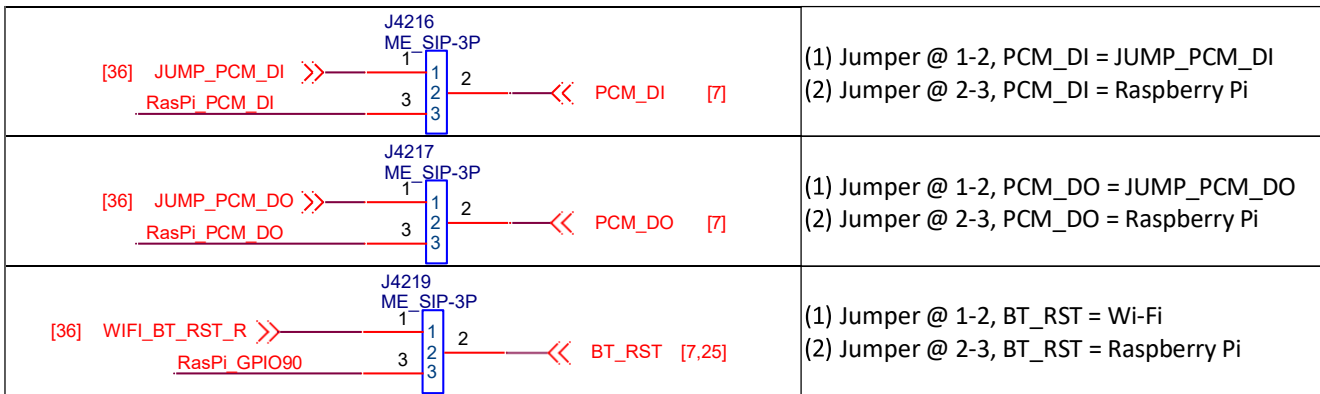 J4216
ME_SIP-3P
[36] JUMP_PCM_DI 1 1 (1) Jumper @ 1-2, PCM_DI = JUMP_PCM_DI
2 2 PCM_DI [7] (2) Jumper @ 2-3, PCM_DI = Raspberry Pi
RasPi_PCM_DI 3 3
J4217
ME_SIP-3P
[36] JUMP_PCM_DO 1 1 (1) Jumper @ 1-2, PCM_DO = JUMP_PCM_DO
2 2 PCM_DO [7] (2) Jumper @ 2-3, PCM_DO = Raspberry Pi
RasPi_PCM_DO 3 3
J4219
ME_SIP-3P
[36] WIFI_BT_RST_R 1 1 (1) Jumper @ 1-2, BT_RST = Wi-Fi
2 2 BT_RST [7,25] (2) Jumper @ 2-3, BT_RST = Raspberry Pi
RasPi_GPIO90 3 3